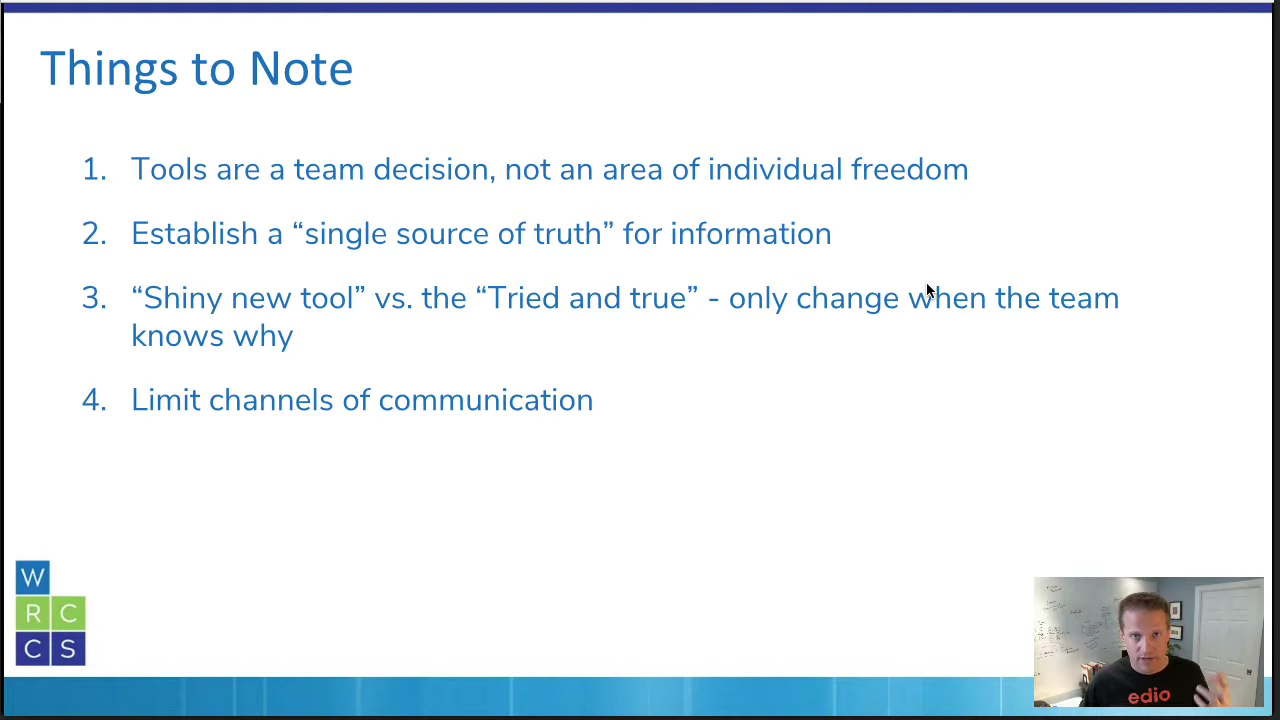 Things to Note
1. Tools are a team decision, not an area of individual freedom
2. Establish a “single source of truth” for information
3. “Shiny new tool” vs. the “Tried and true” - only change when the team
knows why
4. Limit channels of communication
W
R C
C S
edio